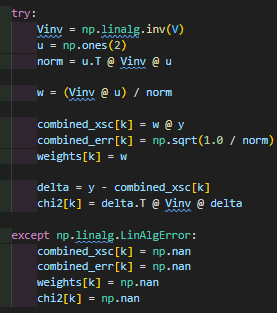 try:
    Vinv = np.linalg.inv(V)
    u = np.ones(2)
    norm = u.T @ Vinv @ u

    w = (Vinv @ u) / norm

    combined_xsc[k] = w @ y
    combined_err[k] = np.sqrt(1.0 / norm)
    weights[k] = w

    delta = y - combined_xsc[k]
    chi2[k] = delta.T @ Vinv @ delta

except np.linalg.LinAlgError:
    combined_xsc[k] = np.nan
    combined_err[k] = np.nan
    weights[k] = np.nan
    chi2[k] = np.nan